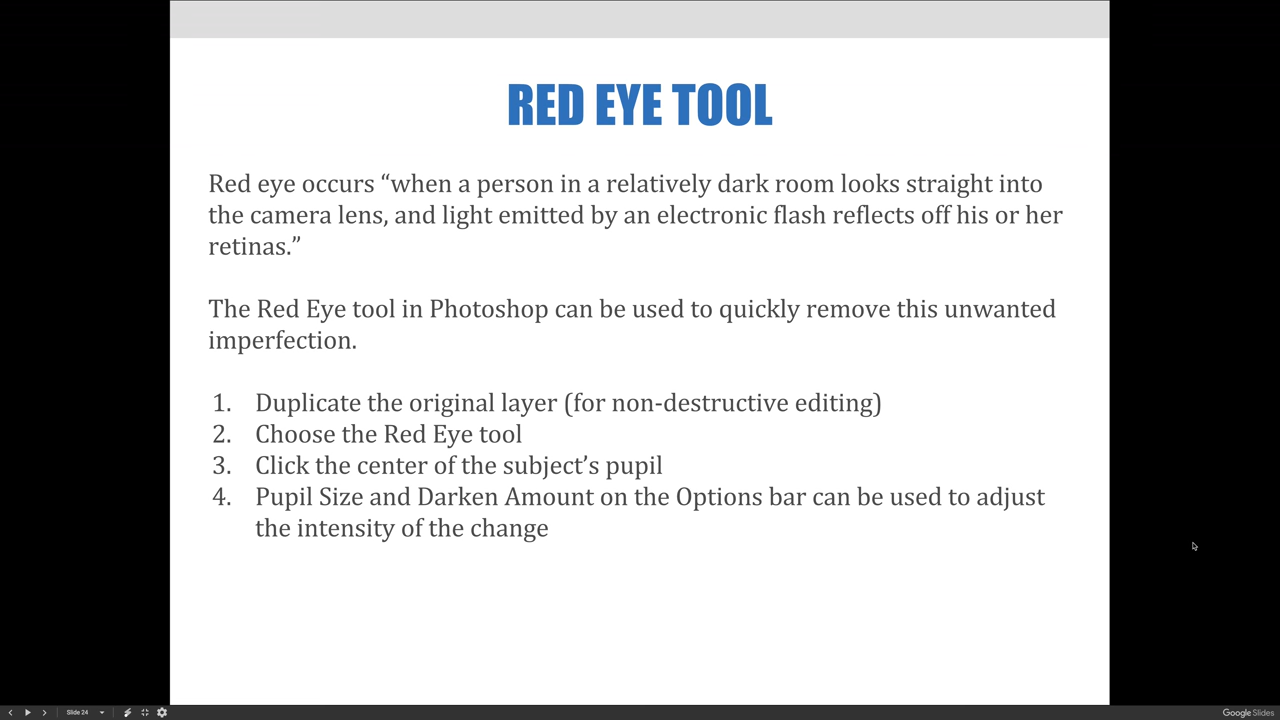 RED EYE TOOL
Red eye occurs “when a person in a relatively dark room looks straight into
the camera lens, and light emitted by an electronic flash reflects off his or her
retinas.”
The Red Eye tool in Photoshop can be used to quickly remove this unwanted
imperfection.
1. Duplicate the original layer (for non-destructive editing)
2. Choose the Red Eye tool
3. Click the center of the subject’s pupil
4. Pupil Size and Darken Amount on the Options bar can be used to adjust
the intensity of the change
Slide 24
Google Slides